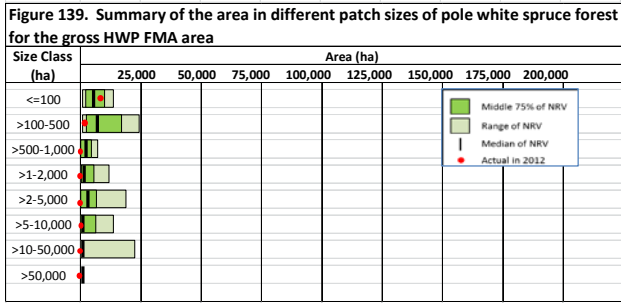 Figure 139.  Summary of the area in different patch sizes of pole white spruce forest
for the gross HWP FMA area
Size Class
(ha)
Area (ha)
25,000 50,000 75,000 100,000 125,000 150,000 175,000 200,000
<=100
>100-500
>500-1,000
>1-2,000
>2-5,000
>5-10,000
>10-50,000
>50,000
Middle 75% of NRV
Range of NRV
Median of NRV
Actual in 2012